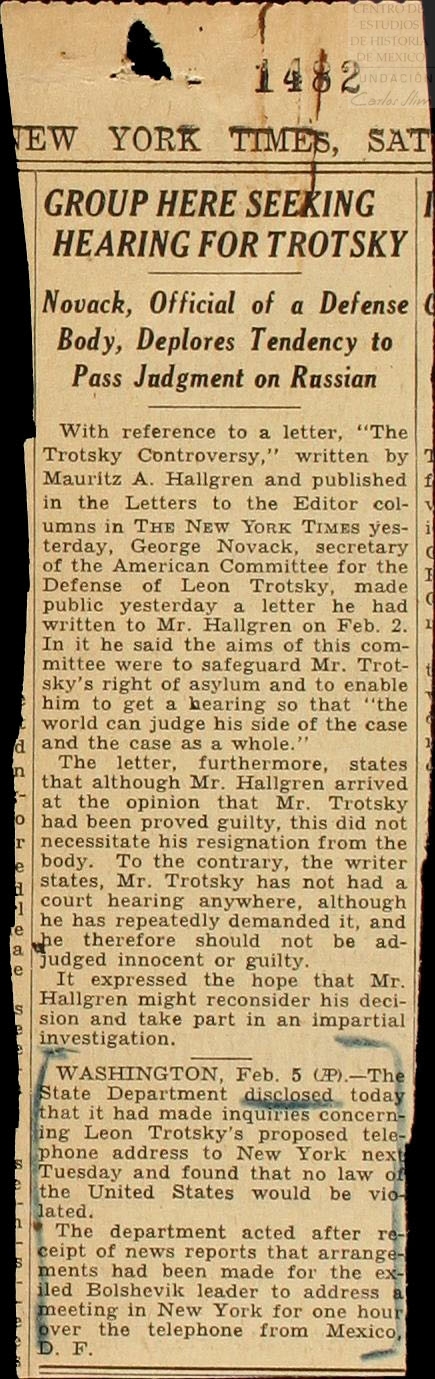 CENTRO DE
ESTUDIOS
DE HISTORIA
DE MEXICO
FUNDACIÓN
Carlos Slim
1482
NEW YORK TIMES, SAT
GROUP HERE SEEKING
HEARING FOR TROTSKY
Novack, Official of a Defense
Body, Deplores Tendency to
Pass Judgment on Russian
With reference to a letter, "The
Trotsky Controversy," written by
Mauritz A. Hallgren and published
in the Letters to the Editor col-
umns in THE NEW YORK TIMES yes-
terday, George Novack, secretary
of the American Committee for the
Defense of Leon Trotsky, made
public yesterday a letter he had
written to Mr. Hallgren on Feb. 2.
In it he said the aims of this com-
mittee were to safeguard Mr. Trot-
sky's right of asylum and to enable
him to get a hearing so that "the
world can judge his side of the case
and the case as a whole."
The letter, furthermore, states
that although Mr. Hallgren arrived
at the opinion that Mr. Trotsky
had been proved guilty, this did not
necessitate his resignation from the
body. To the contrary, the writer
states, Mr. Trotsky has not had a
court hearing anywhere, although
he has repeatedly demanded it, and
he therefore should not be ad-
judged innocent or guilty.
It expressed the hope that Mr.
Hallgren might reconsider his deci-
sion and take part in an impartial
investigation.
WASHINGTON, Feb. 5 (AP).—The
State Department disclosed today
that it had made inquiries concern-
ing Leon Trotsky's proposed tele-
phone address to New York next
Tuesday and found that no law of
the United States would be vio-
lated.
The department acted after re-
ceipt of news reports that arrange-
ments had been made for the ex-
iled Bolshevik leader to address a
meeting in New York for one hour
over the telephone from Mexico,
D. F.